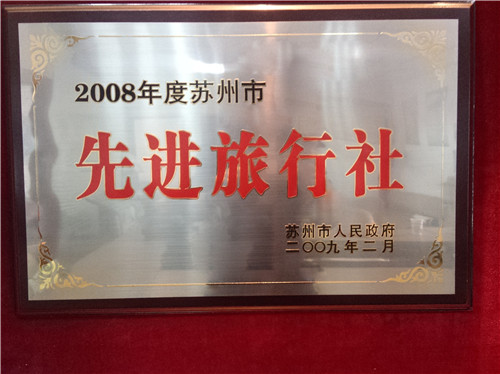 2008年度苏州市
先进旅行社
苏州市人民政府
二〇〇九年二月